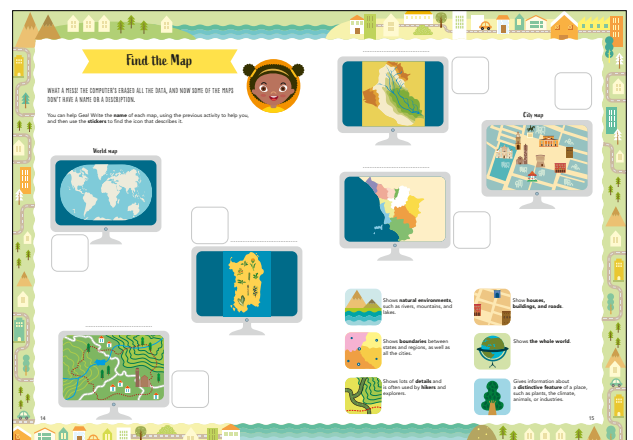 Find the Map
WHAT A MESS! THE COMPUTER'S ERASED ALL THE DATA, AND NOW SOME OF THE MAPS
DON'T HAVE A NAME OR A DESCRIPTION.
You can help Gea! Write the name of each map, using the previous activity to help you,
and then use the stickers to find the icon that describes it.
World map
City map
Shows natural environments,
such as rivers, mountains, and
lakes.
Shows boundaries between
states and regions, as well as
all the cities.
Shows lots of details and
is often used by hikers and
explorers.
Show houses,
buildings, and roads.
Shows the whole world.
Gives information about
a distinctive feature of a place,
such as plants, the climate,
animals, or industries.
14
15